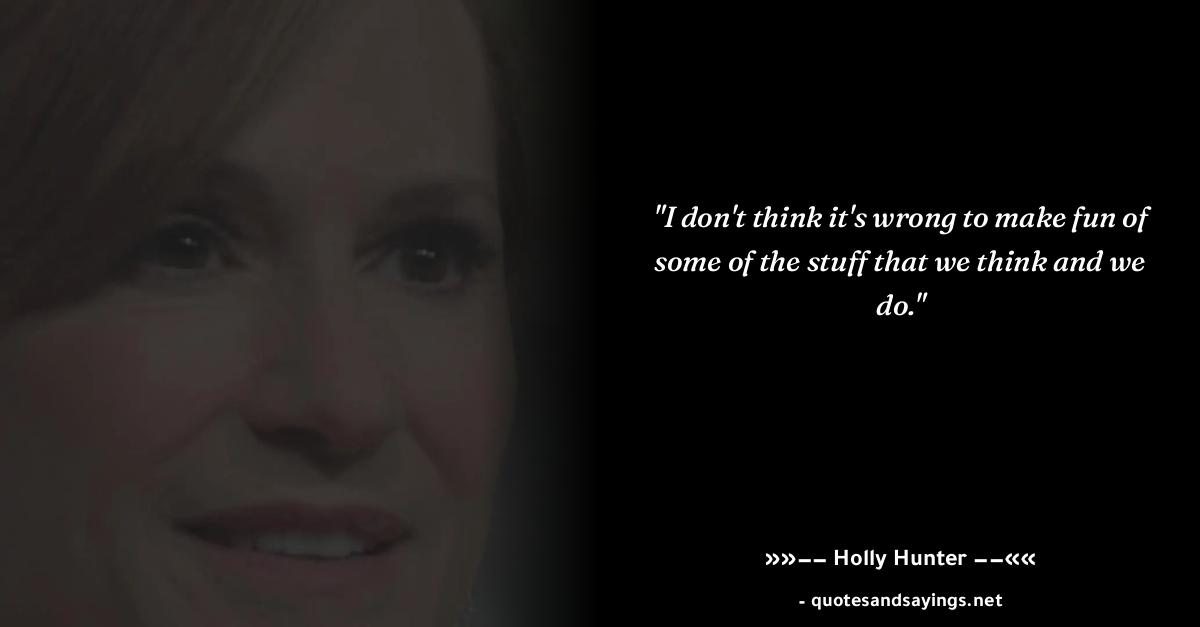 "I don't think it's wrong to make fun of
some of the stuff that we think and we
do."
»»–– Holly Hunter ––««
- quotesandsayings.net